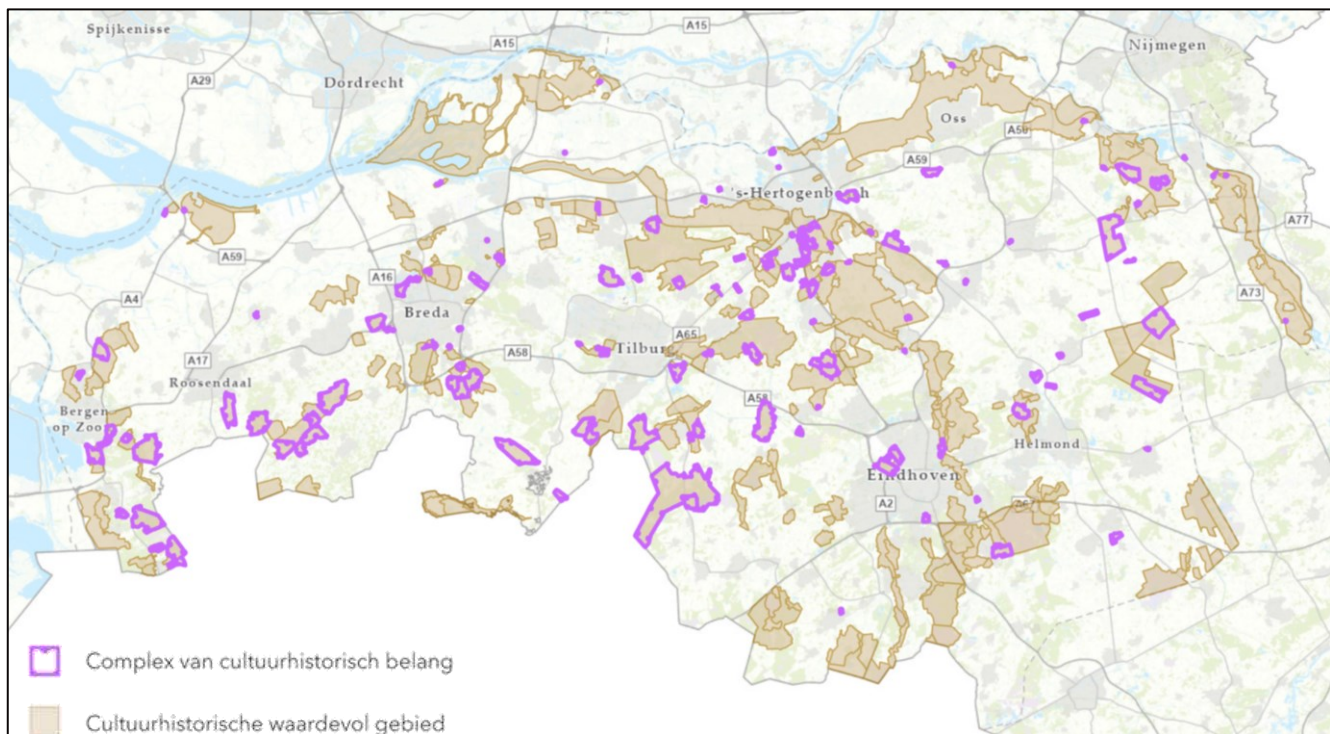 Spijkenisse
A15
A15
Nijmegen
Dordrecht
A29
Oss
A50
A59
's-Hertogenbosch
A77
A59
A16
A4
A73
Breda
A65
A58
Tilburg
A17
Roosendaal
A58
Bergen
op Zoom
Helmond
Eindhoven
A2
Complex van cultuurhistorisch belang
Cultuurhistorische waardevol gebied